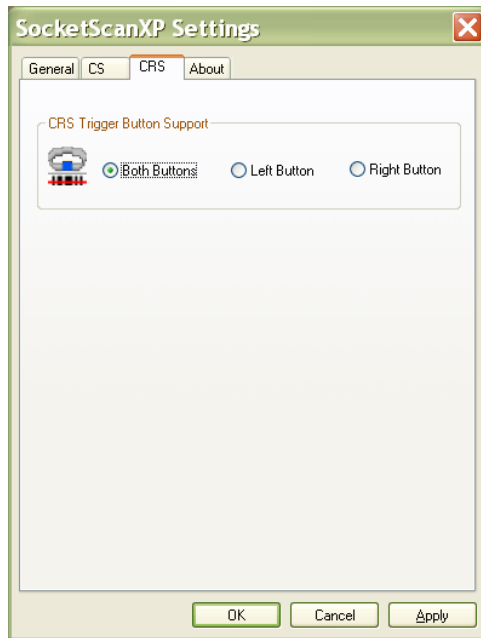 SocketScanXP Settings
General CS CRS About
CRS Trigger Button Support
Both Buttons Left Button Right Button
OK Cancel Apply